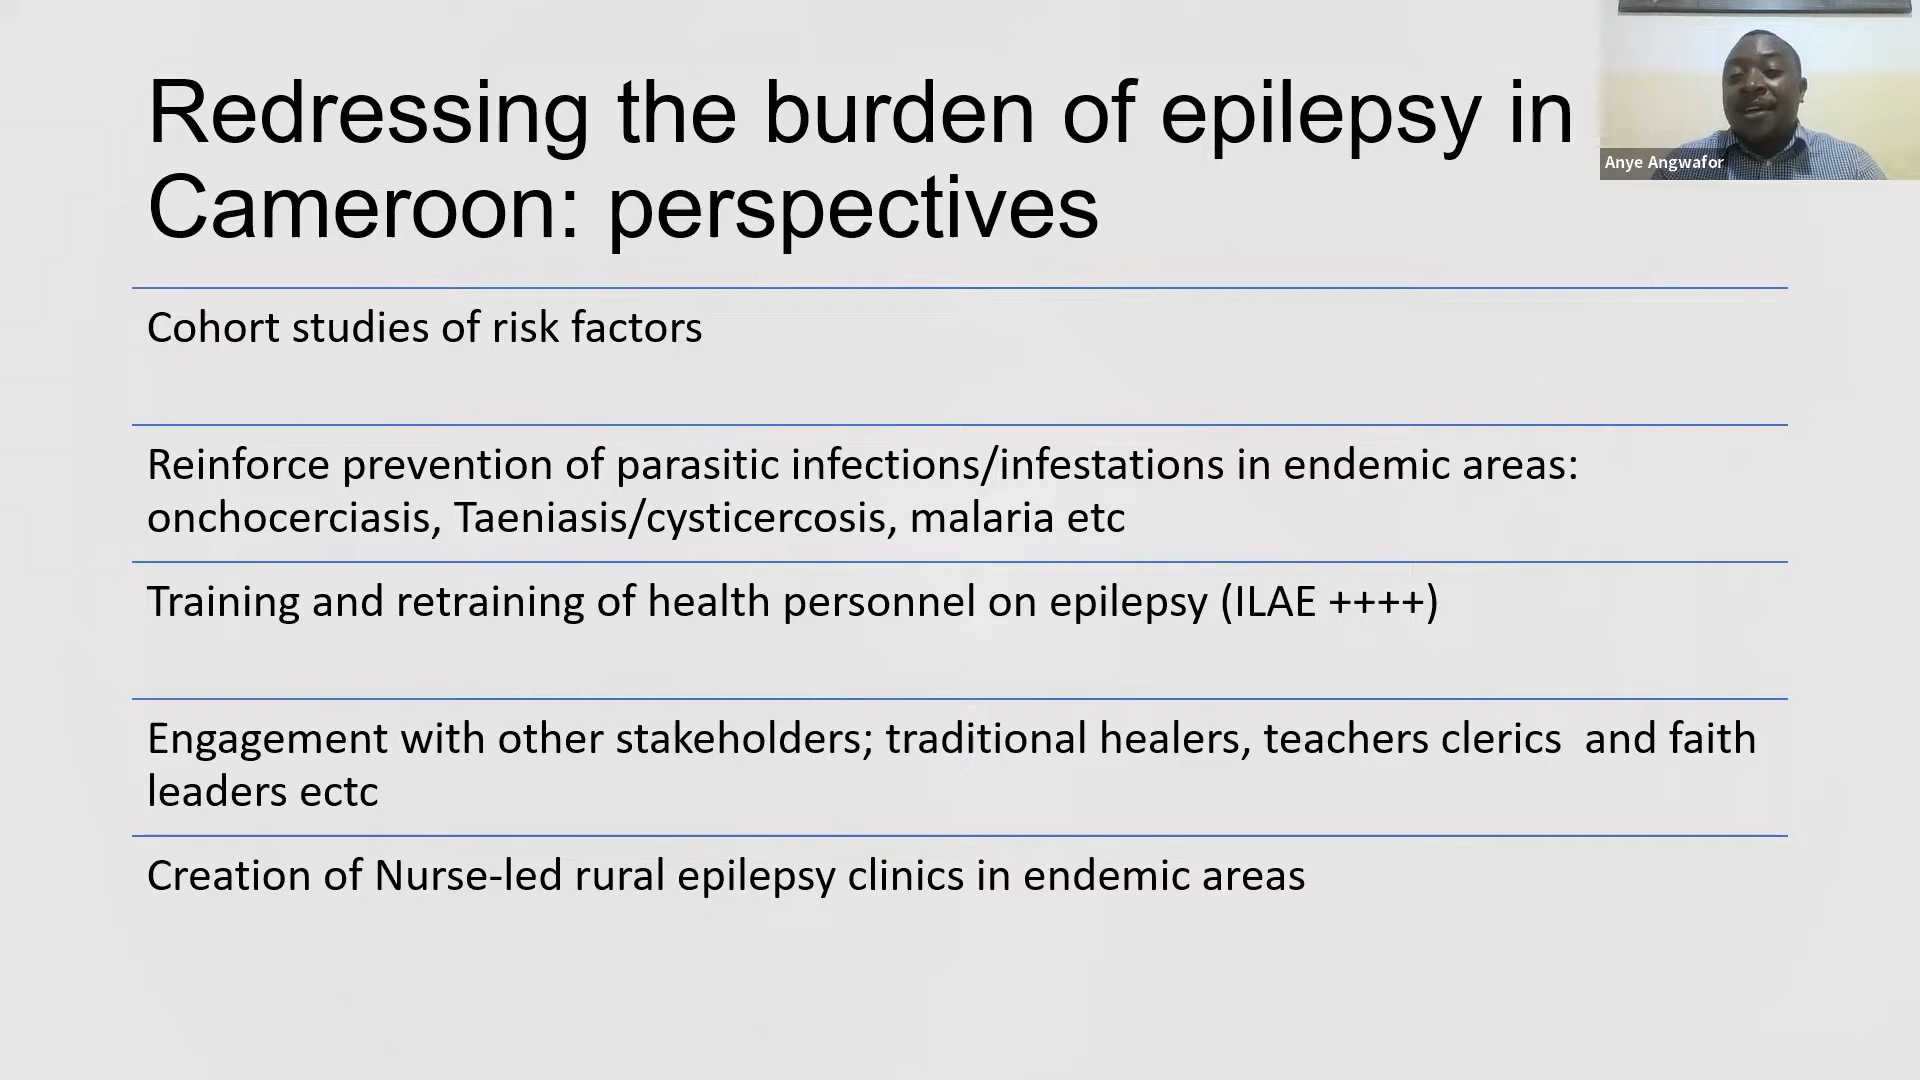 Redressing the burden of epilepsy in
Cameroon: perspectives
Anye Angwafor
Cohort studies of risk factors
Reinforce prevention of parasitic infections/infestations in endemic areas:
onchocerciasis, Taeniasis/cysticercosis, malaria etc
Training and retraining of health personnel on epilepsy (ILAE ++++)
Engagement with other stakeholders; traditional healers, teachers clerics  and faith
leaders ectc
Creation of Nurse-led rural epilepsy clinics in endemic areas